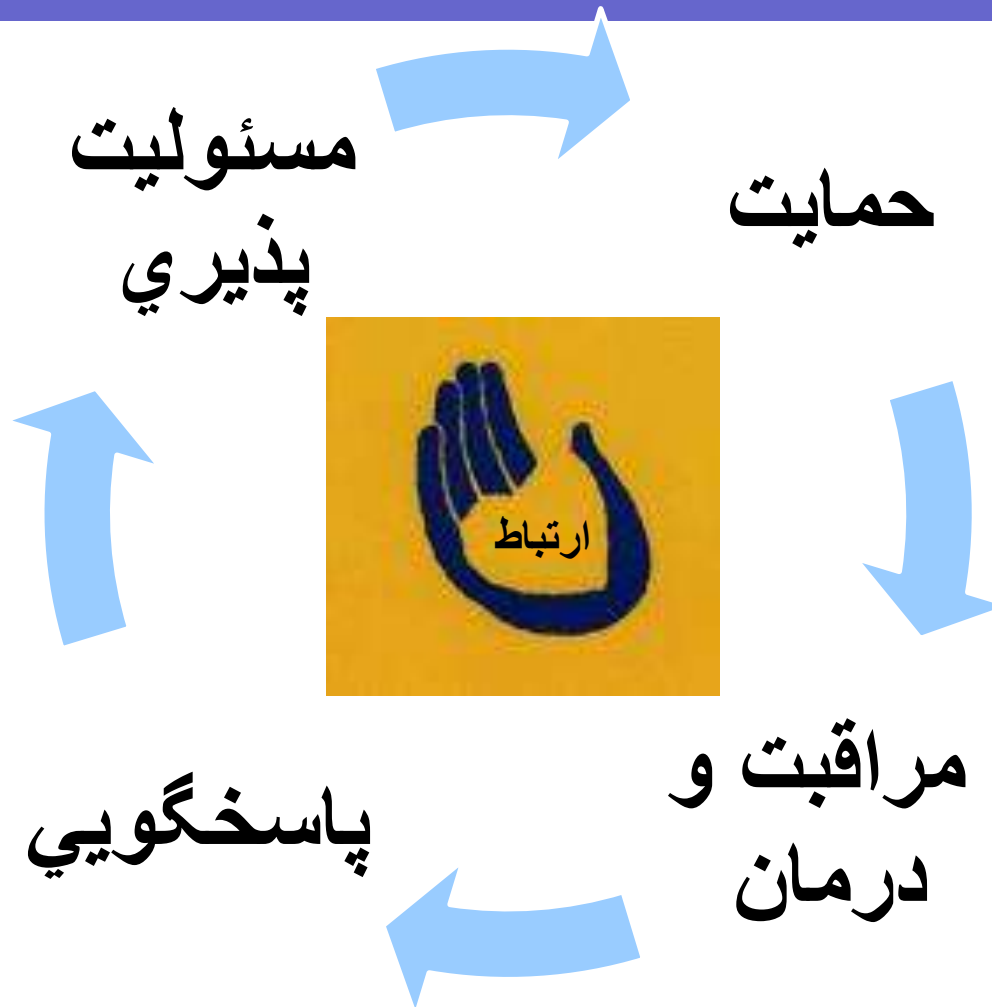 مسئوليت
پذيري
حمايت
ارتباط
مراقبت و
درمان
پاسخگويي